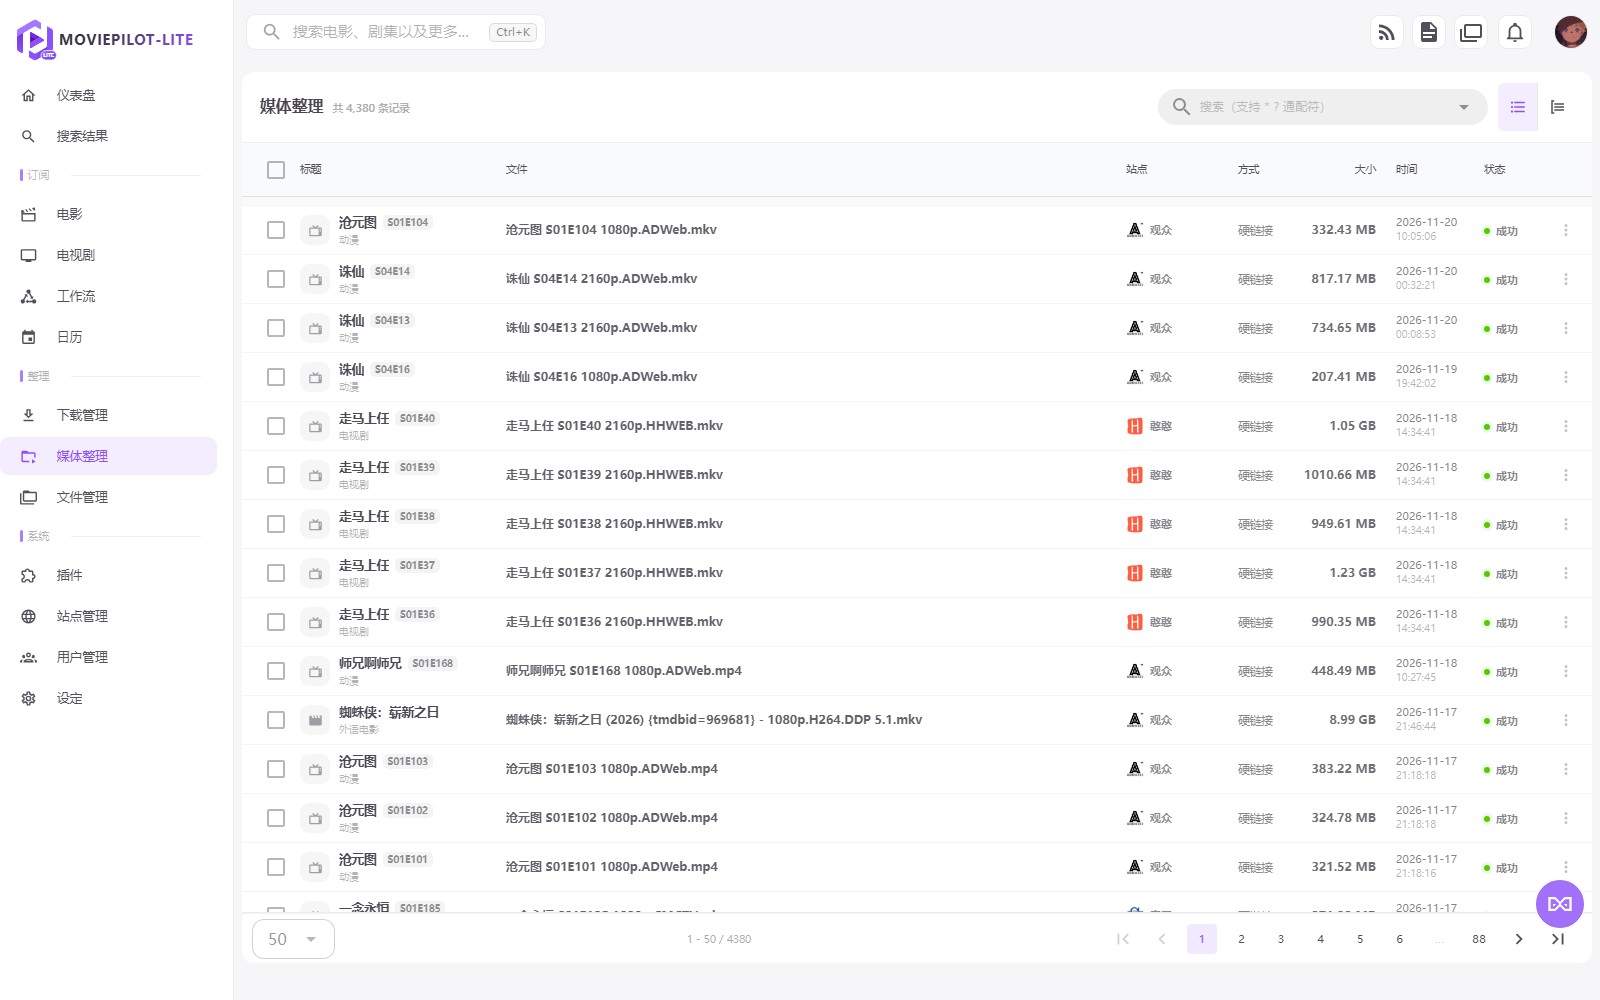 MOVIEPILOT-LITE
LITE
仪表盘
搜索结果
订阅
电影
电视剧
工作流
日历
整理
下载管理
媒体整理
文件管理
系统
插件
站点管理
用户管理
设定
搜索电影、剧集以及更多... Ctrl+K
媒体整理 共 4,380 条记录
搜索（支持 * ? 通配符）
标题 文件 站点 方式 大小 时间 状态
沧元图 S01E104 动漫 沧元图 S01E104 1080p.ADWeb.mkv 观众 硬链接 332.43 MB 2026-11-20 10:05:06 成功
诛仙 S04E14 动漫 诛仙 S04E14 2160p.ADWeb.mkv 观众 硬链接 817.17 MB 2026-11-20 00:32:21 成功
诛仙 S04E13 动漫 诛仙 S04E13 2160p.ADWeb.mkv 观众 硬链接 734.65 MB 2026-11-20 00:08:53 成功
诛仙 S04E16 动漫 诛仙 S04E16 1080p.ADWeb.mkv 观众 硬链接 207.41 MB 2026-11-19 19:42:02 成功
走马上任 S01E40 电视剧 走马上任 S01E40 2160p.HHWEB.mkv 憨憨 硬链接 1.05 GB 2026-11-18 14:34:41 成功
走马上任 S01E39 电视剧 走马上任 S01E39 2160p.HHWEB.mkv 憨憨 硬链接 1010.66 MB 2026-11-18 14:34:41 成功
走马上任 S01E38 电视剧 走马上任 S01E38 2160p.HHWEB.mkv 憨憨 硬链接 949.61 MB 2026-11-18 14:34:41 成功
走马上任 S01E37 电视剧 走马上任 S01E37 2160p.HHWEB.mkv 憨憨 硬链接 1.23 GB 2026-11-18 14:34:41 成功
走马上任 S01E36 电视剧 走马上任 S01E36 2160p.HHWEB.mkv 憨憨 硬链接 990.35 MB 2026-11-18 14:34:41 成功
师兄啊师兄 S01E168 动漫 师兄啊师兄 S01E168 1080p.ADWeb.mp4 观众 硬链接 448.49 MB 2026-11-18 10:27:45 成功
蜘蛛侠：崭新之日 外语电影 蜘蛛侠：崭新之日 (2026) {tmdbid=969681} - 1080p.H264.DDP 5.1.mkv 观众 硬链接 8.99 GB 2026-11-17 21:46:44 成功
沧元图 S01E103 动漫 沧元图 S01E103 1080p.ADWeb.mp4 观众 硬链接 383.22 MB 2026-11-17 21:18:18 成功
沧元图 S01E102 动漫 沧元图 S01E102 1080p.ADWeb.mp4 观众 硬链接 324.78 MB 2026-11-17 21:18:18 成功
沧元图 S01E101 动漫 沧元图 S01E101 1080p.ADWeb.mp4 观众 硬链接 321.52 MB 2026-11-17 21:18:16 成功
一念永恒 S01E185 2026-11-17
50 1 - 50 / 4380 1 2 3 4 5 6 ... 88